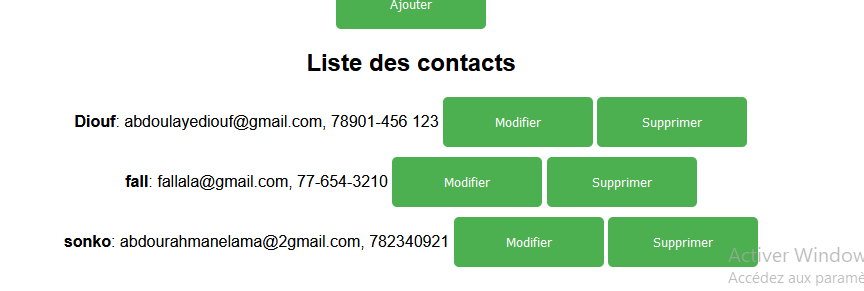 Ajouter
Liste des contacts
Diouf: abdoulayediouf@gmail.com, 78901-456 123 Modifier Supprimer
fall: fallala@gmail.com, 77-654-3210 Modifier Supprimer
sonko: abdourahmanelama@2gmail.com, 782340921 Modifier Supprimer
Activer Window
Accédez aux paramè